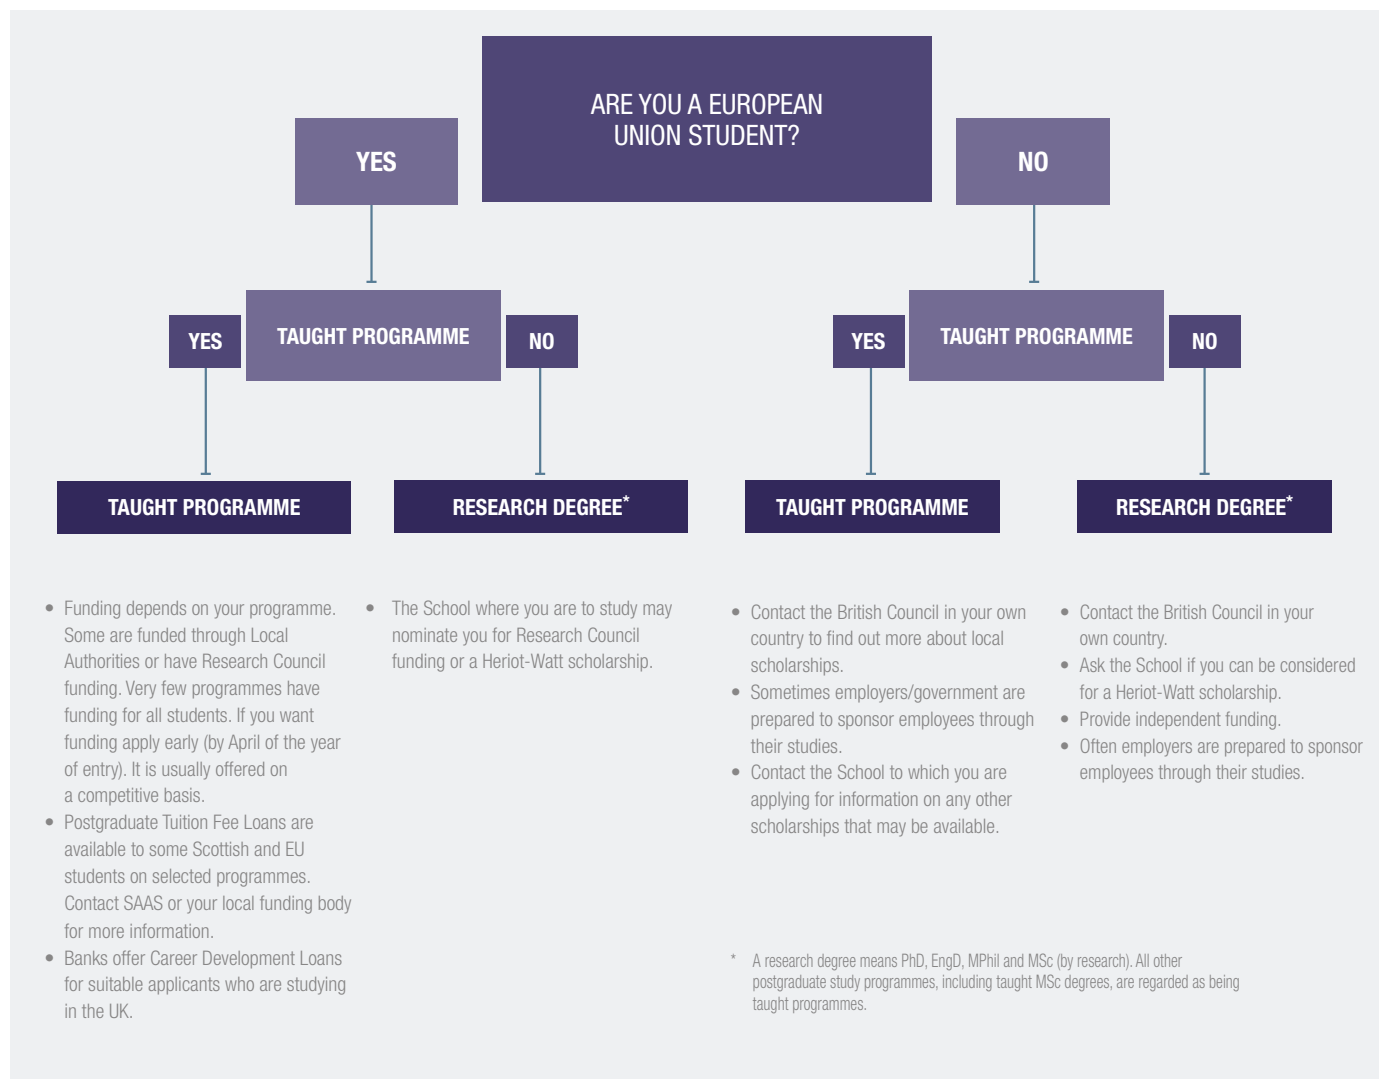 ARE YOU A EUROPEAN
UNION STUDENT?
YES
NO
YES
TAUGHT PROGRAMME
NO
YES
TAUGHT PROGRAMME
NO
TAUGHT PROGRAMME
RESEARCH DEGREE*
TAUGHT PROGRAMME
RESEARCH DEGREE*
• Funding depends on your programme.
Some are funded through Local
Authorities or have Research Council
funding. Very few programmes have
funding for all students. If you want
funding apply early (by April of the year
of entry). It is usually offered on
a competitive basis.
• Postgraduate Tuition Fee Loans are
available to some Scottish and EU
students on selected programmes.
Contact SAAS or your local funding body
for more information.
• Banks offer Career Development Loans
for suitable applicants who are studying
in the UK.
• The School where you are to study may
nominate you for Research Council
funding or a Heriot-Watt scholarship.
• Contact the British Council in your own
country to find out more about local
scholarships.
• Sometimes employers/government are
prepared to sponsor employees through
their studies.
• Contact the School to which you are
applying for information on any other
scholarships that may be available.
• Contact the British Council in your
own country.
• Ask the School if you can be considered
for a Heriot-Watt scholarship.
• Provide independent funding.
• Often employers are prepared to sponsor
employees through their studies.
* A research degree means PhD, EngD, MPhil and MSc (by research). All other
postgraduate study programmes, including taught MSc degrees, are regarded as being
taught programmes.